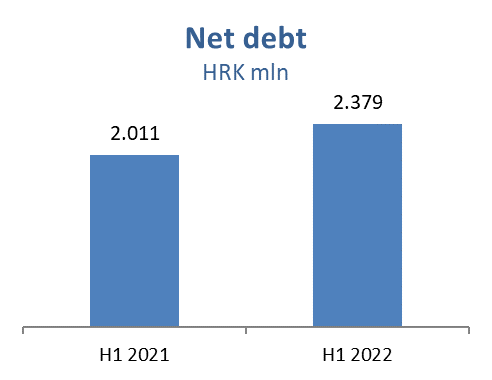 Net debt
HRK mln
2.011
2.379
H1 2021
H1 2022